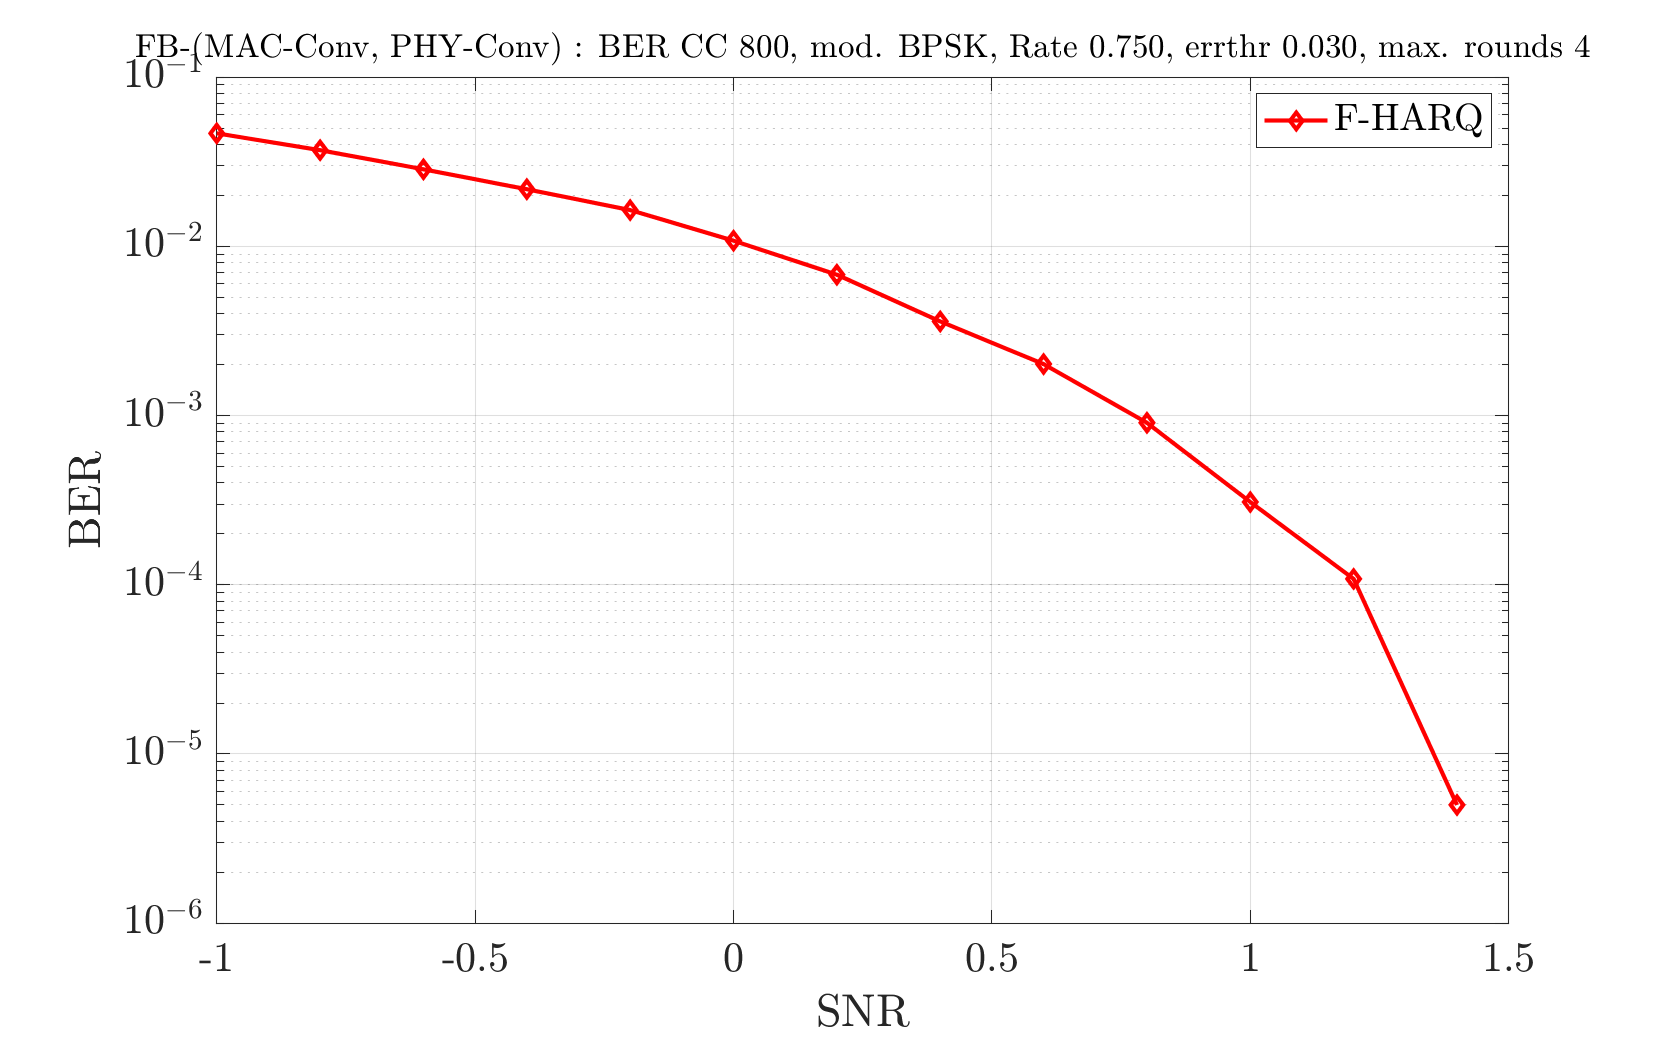 FB-(MAC-Conv, PHY-Conv) : BER CC 800, mod. BPSK, Rate 0.750, errthr 0.030, max. rounds 4
F-HARQ
10^{-1}
10^{-2}
10^{-3}
10^{-4}
10^{-5}
10^{-6}
BER
-1 -0.5 0 0.5 1 1.5
SNR